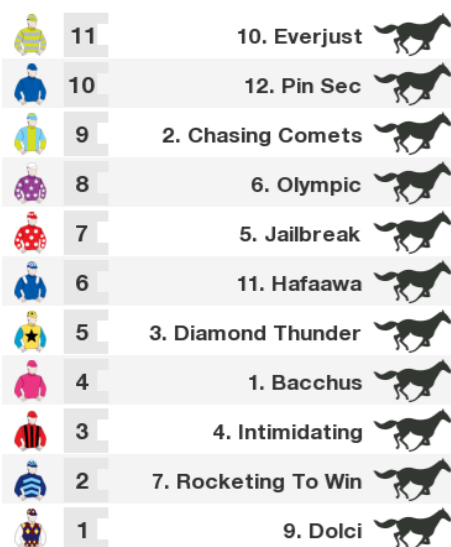 11 10. Everjust
10 12. Pin Sec
9 2. Chasing Comets
8 6. Olympic
7 5. Jailbreak
6 11. Hafaawa
5 3. Diamond Thunder
4 1. Bacchus
3 4. Intimidating
2 7. Rocketing To Win
1 9. Dolci